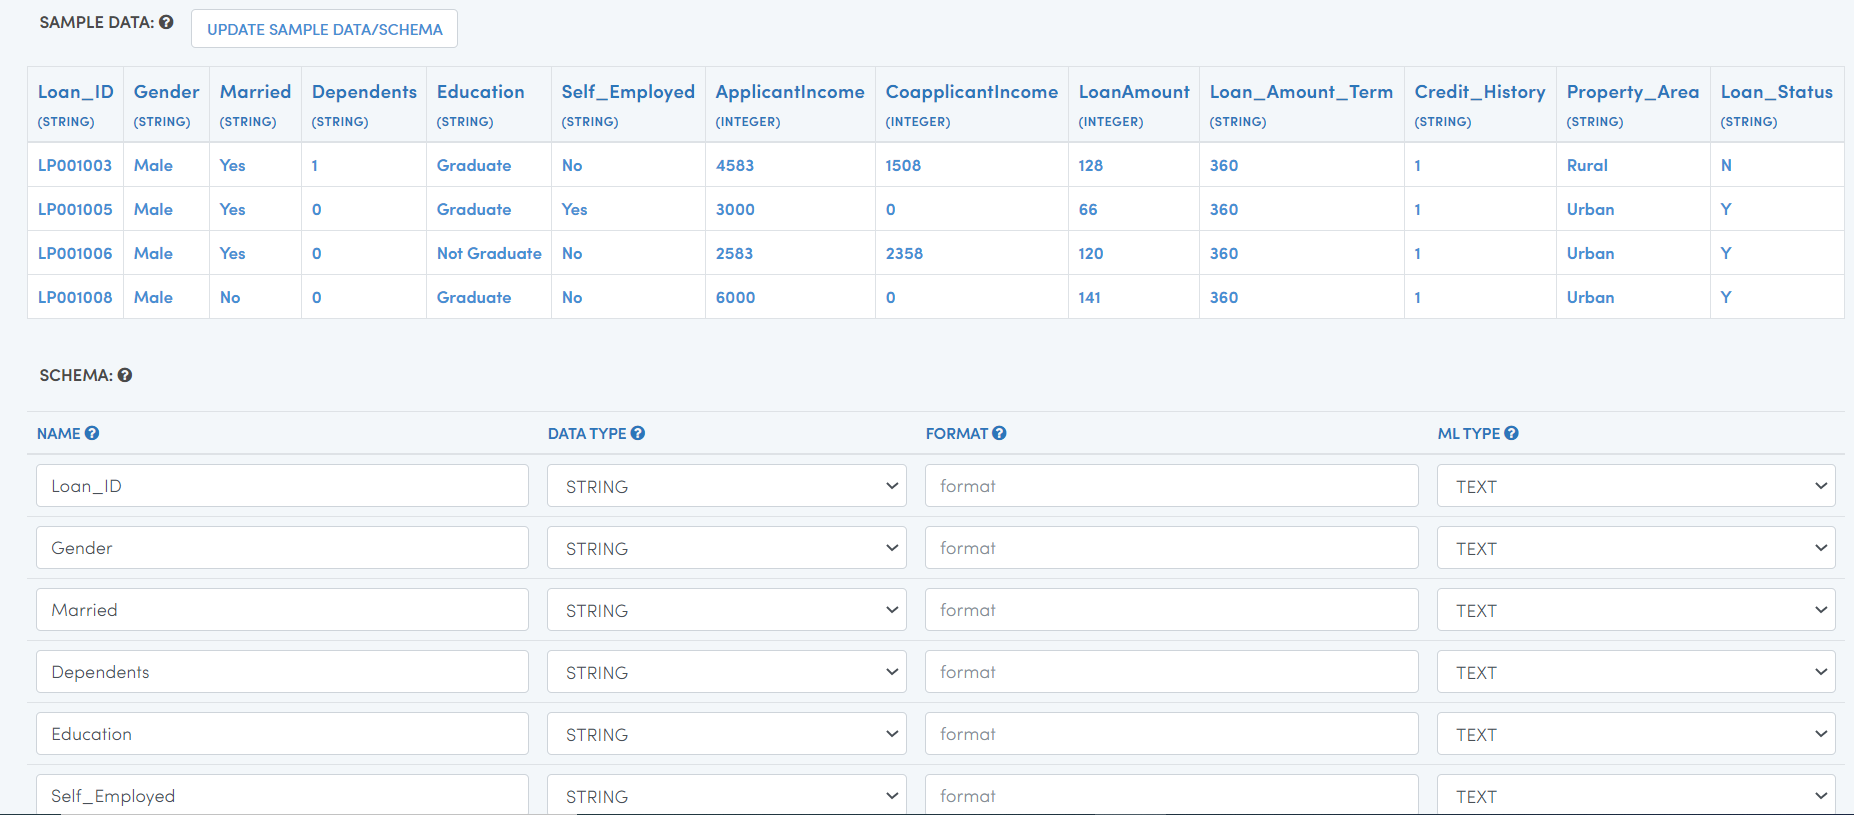 SAMPLE DATA: UPDATE SAMPLE DATA/SCHEMA
Loan_ID Gender Married Dependents Education Self_Employed ApplicantIncome CoapplicantIncome LoanAmount Loan_Amount_Term Credit_History Property_Area Loan_Status
(STRING) (STRING) (STRING) (STRING) (STRING) (STRING) (INTEGER) (INTEGER) (INTEGER) (STRING) (STRING) (STRING) (STRING)
LP001003 Male Yes 1 Graduate No 4583 1508 128 360 1 Rural N
LP001005 Male Yes 0 Graduate Yes 3000 0 66 360 1 Urban Y
LP001006 Male Yes 0 Not Graduate No 2583 2358 120 360 1 Urban Y
LP001008 Male No 0 Graduate No 6000 0 141 360 1 Urban Y
SCHEMA:
NAME DATA TYPE FORMAT ML TYPE
Loan_ID STRING format TEXT
Gender STRING format TEXT
Married STRING format TEXT
Dependents STRING format TEXT
Education STRING format TEXT
Self_Employed STRING format TEXT